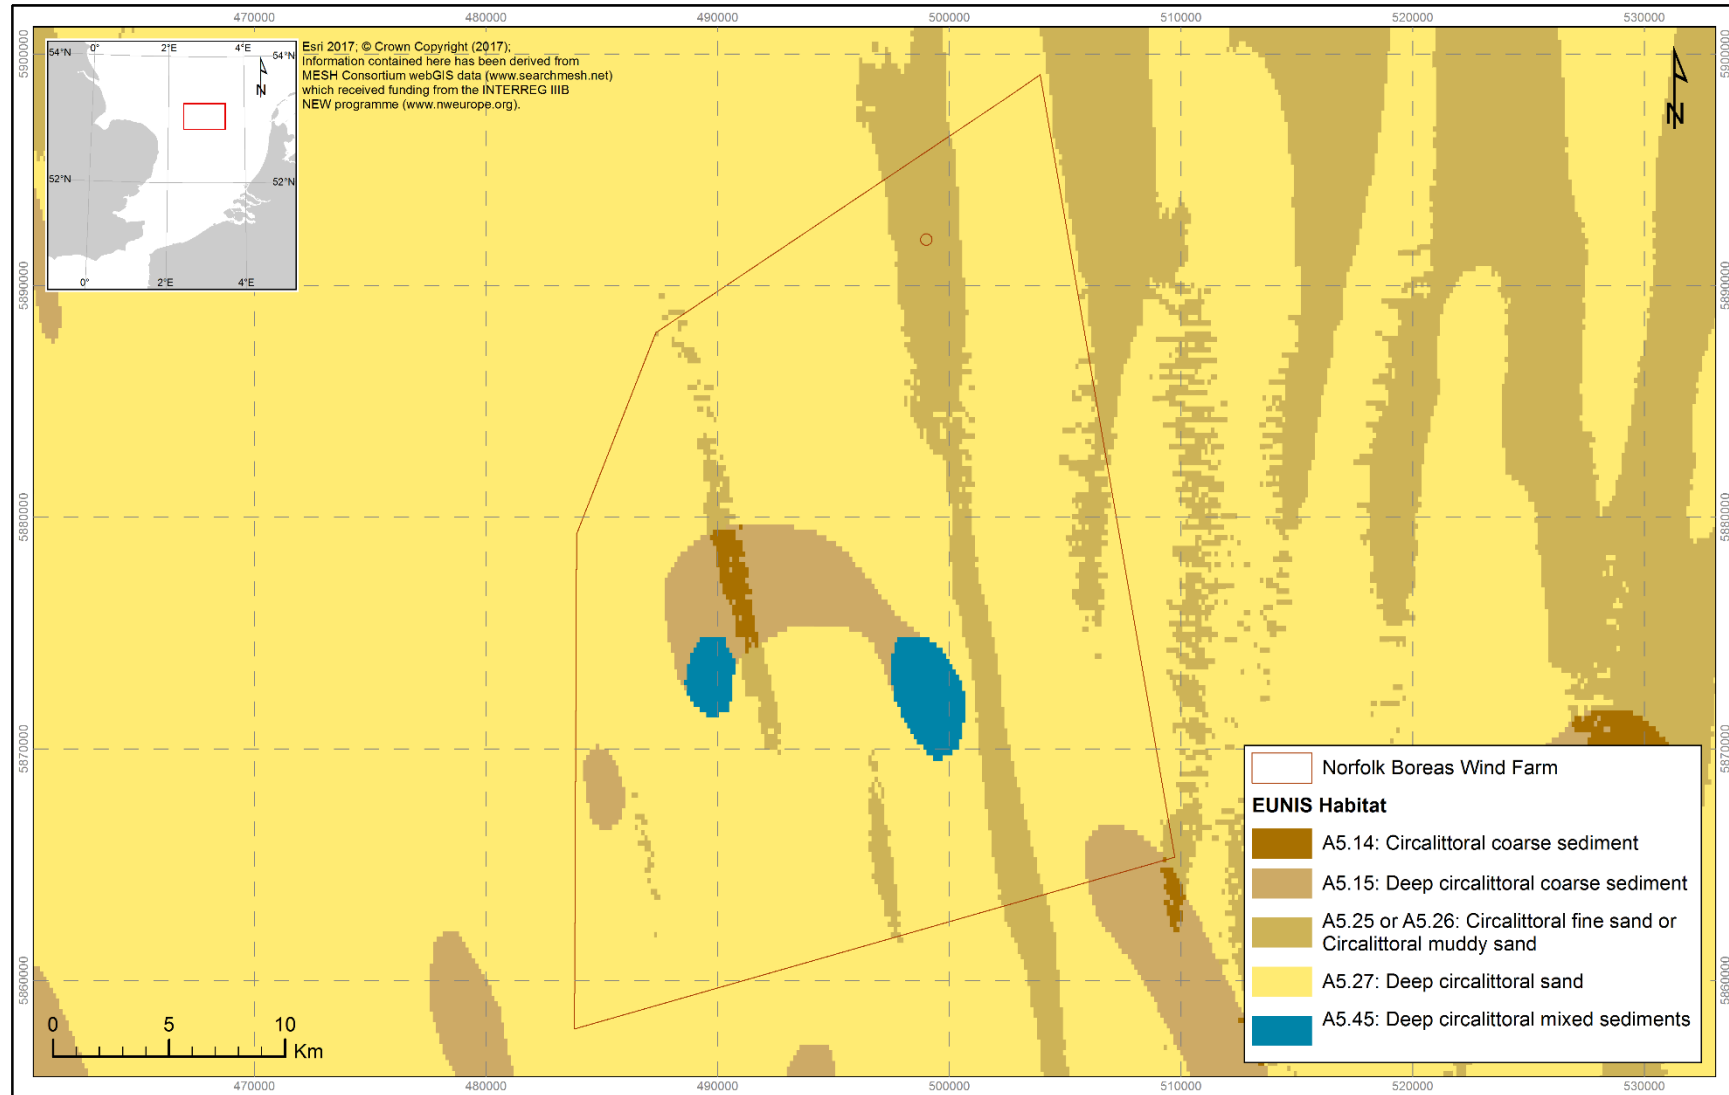 470000 480000 490000 500000 510000 520000 530000
5900000 5890000 5880000 5870000 5860000
54°N 0° 2°E 4°E 54°N
N
52°N 52°N
0° 2°E 4°E
Esri 2017; © Crown Copyright (2017);
Information contained here has been derived from
MESH Consortium webGIS data (www.searchmesh.net)
which received funding from the INTERREG IIIB
NEW programme (www.nweurope.org).
N
5900000 5890000 5880000 5870000 5860000
Norfolk Boreas Wind Farm
EUNIS Habitat
A5.14: Circalittoral coarse sediment
A5.15: Deep circalittoral coarse sediment
A5.25 or A5.26: Circalittoral fine sand or
Circalittoral muddy sand
A5.27: Deep circalittoral sand
A5.45: Deep circalittoral mixed sediments
0 5 10
Km
470000 480000 490000 500000 510000 520000 530000